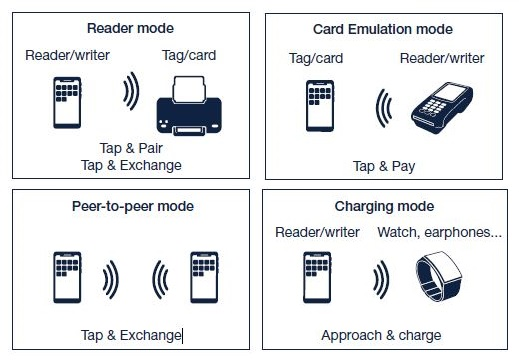 Reader mode
Reader/writer Tag/card
Tap & Pair
Tap & Exchange
Card Emulation mode
Tag/card Reader/writer
Tap & Pay
Peer-to-peer mode
Tap & Exchange
Charging mode
Reader/writer Watch, earphones...
Approach & charge